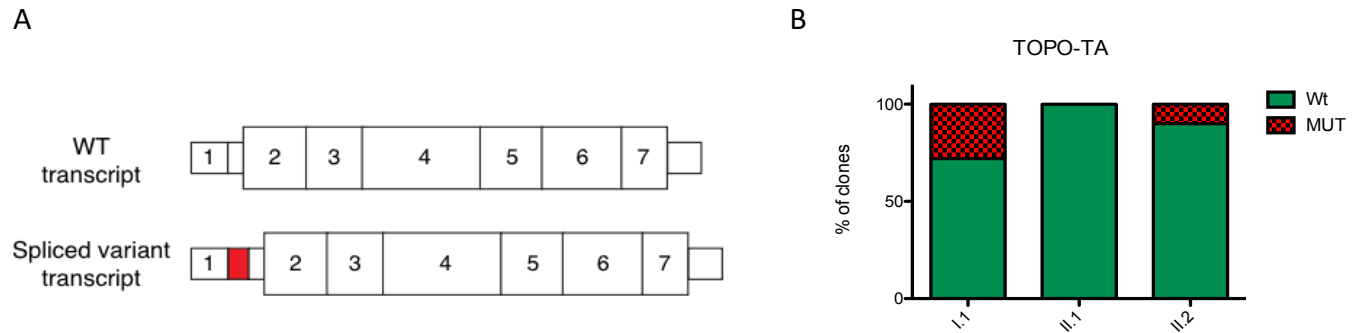 A
WT
transcript
1 2 3 4 5 6 7
Spliced variant
transcript
1 2 3 4 5 6 7
B
TOPO-TA
% of clones
100
50
0
I.1 II.1 II.2
Wt
MUT